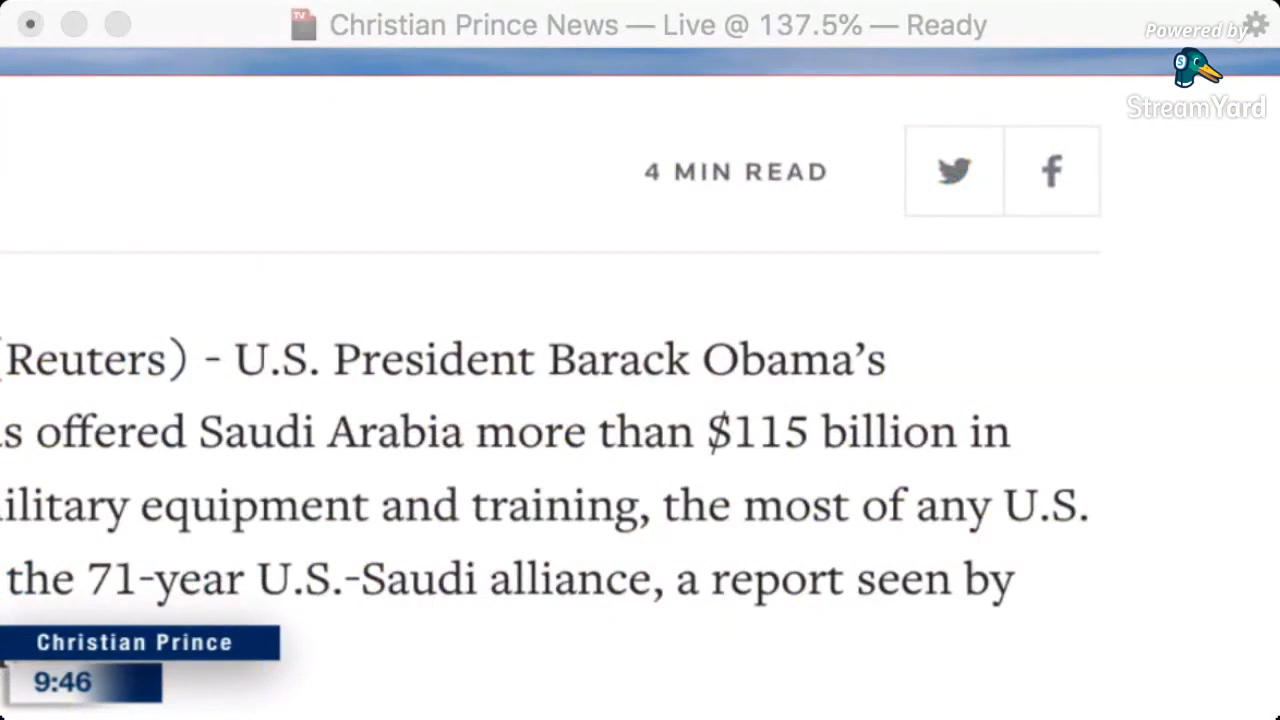 Christian Prince News — Live @ 137.5% — Ready
Powered by
StreamYard
4 MIN READ
(Reuters) - U.S. President Barack Obama’s
s offered Saudi Arabia more than $115 billion in
ilitary equipment and training, the most of any U.S.
the 71-year U.S.-Saudi alliance, a report seen by
Christian Prince
9:46